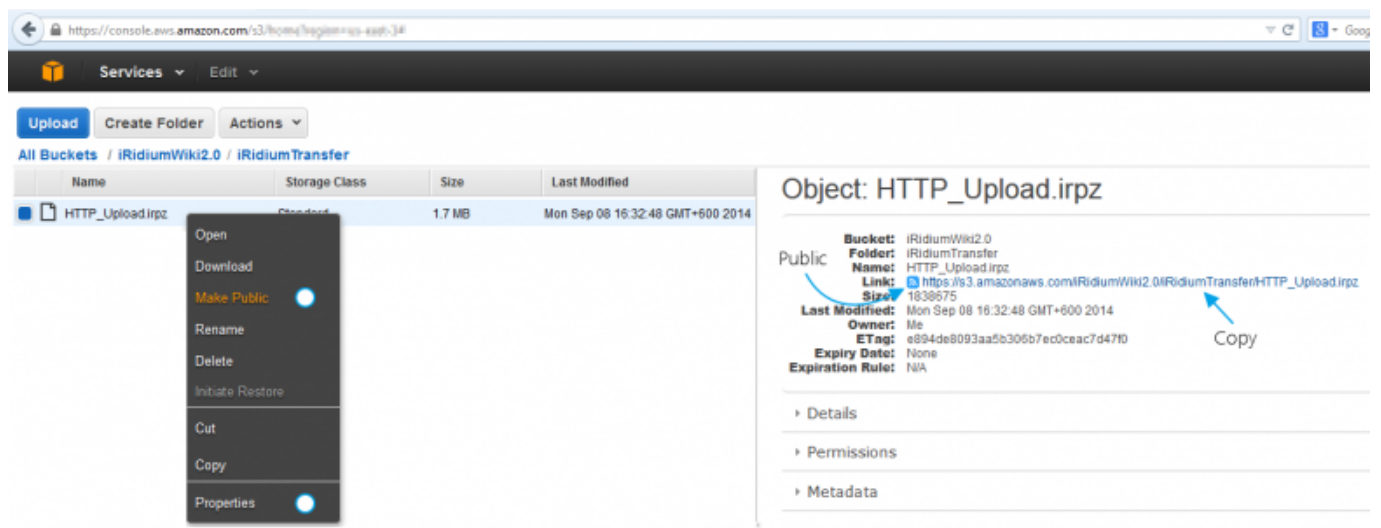 https://console.aws.amazon.com/s3/
Services Edit
Upload Create Folder Actions
All Buckets / iRidiumWiki2.0 / iRidiumTransfer
Name Storage Class Size Last Modified
HTTP_Upload.irpz Standard 1.7 MB Mon Sep 08 16:32:48 GMT+600 2014
Open
Download
Make Public
Rename
Delete
Initiate Restore
Cut
Copy
Properties
Object: HTTP_Upload.irpz
Bucket: iRidiumWiki2.0
Folder: iRidiumTransfer
Name: HTTP_Upload.irpz
Link: https://s3.amazonaws.com/iRidiumWiki2.0/iRidiumTransfer/HTTP_Upload.irpz
Size: 1838675
Last Modified: Mon Sep 08 16:32:48 GMT+600 2014
Owner: Me
ETag: e894de8093aa5b306b7ec0ceac7d47f0
Expiry Date: None
Expiration Rule: N/A
Public
Copy
Details
Permissions
Metadata